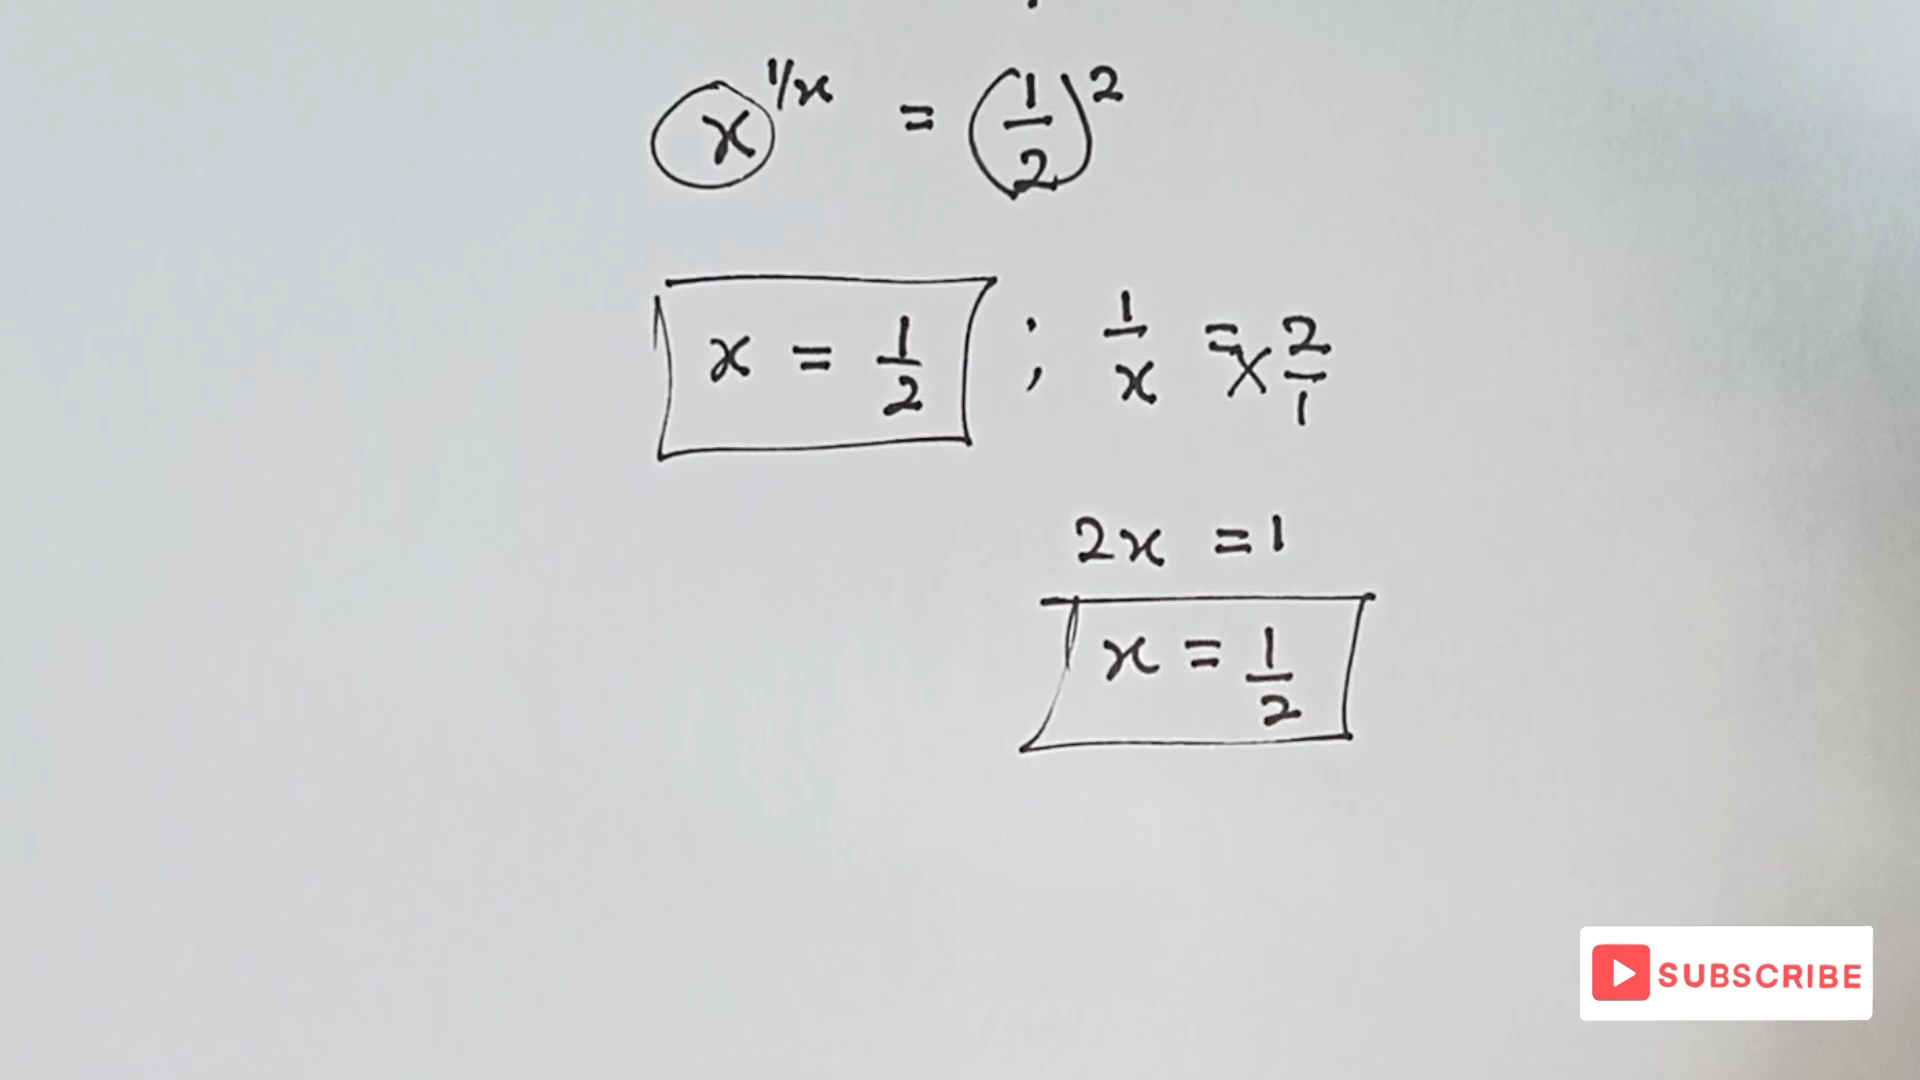 x^{1/x} = (1/2)^2
x = 1/2 ; 1/x = 2/1
2x = 1
x = 1/2
SUBSCRIBE